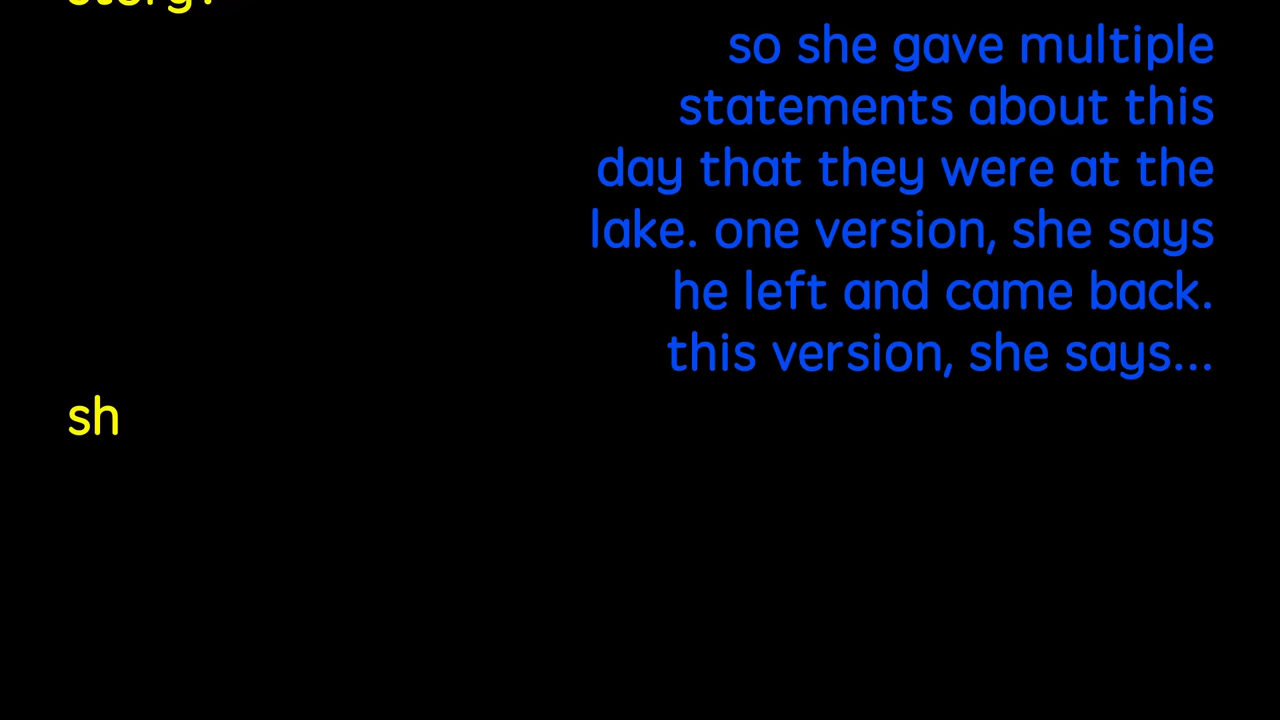 story?
so she gave multiple
statements about this
day that they were at the
lake. one version, she says
he left and came back.
this version, she says...
sh